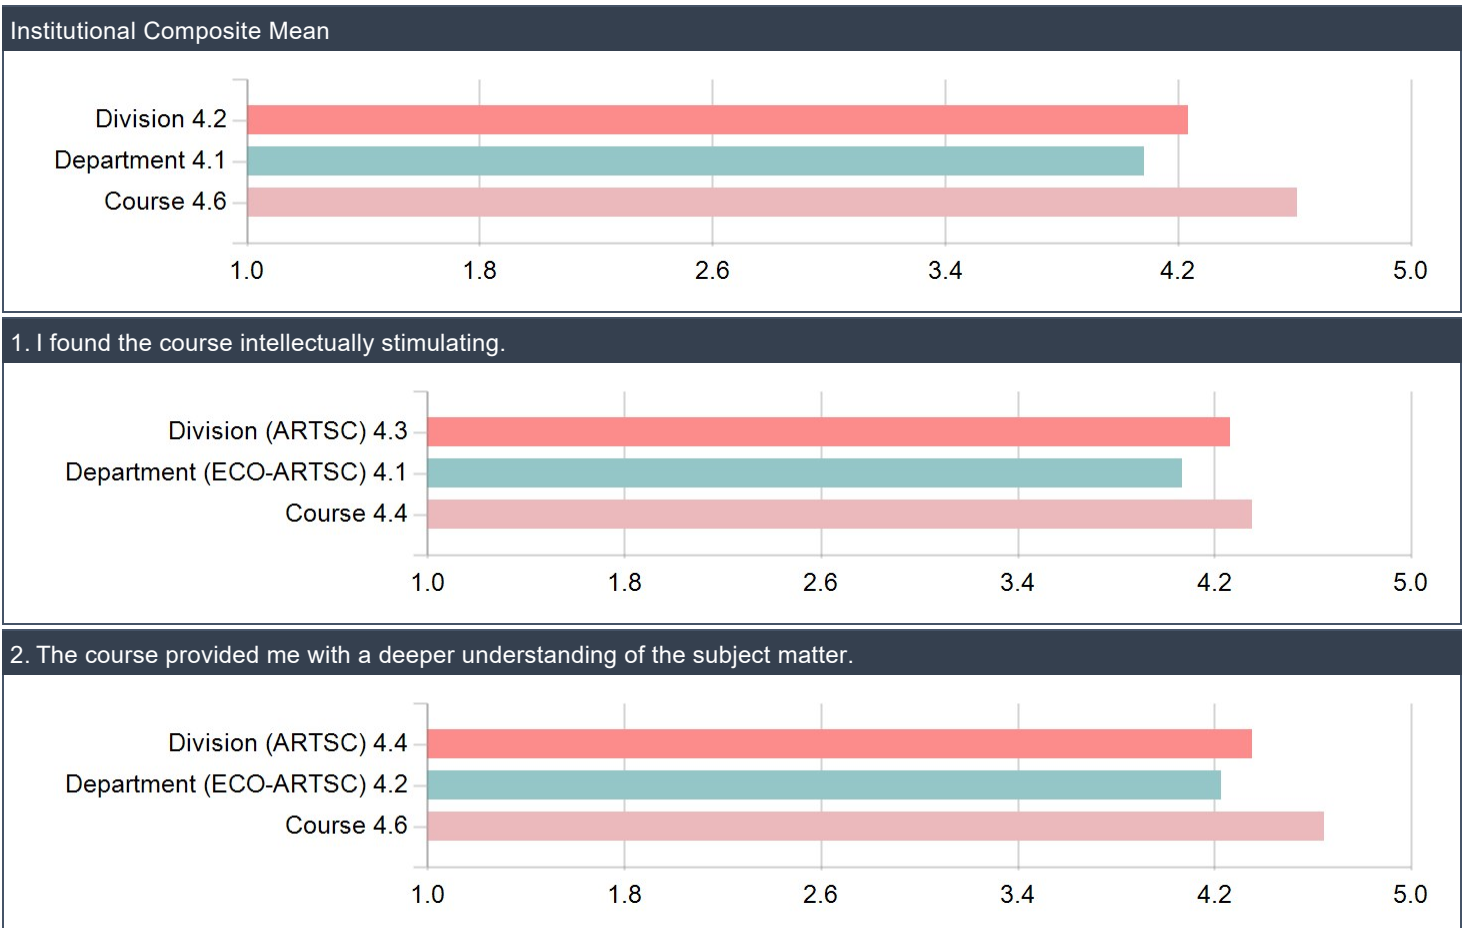 Institutional Composite Mean
Division 4.2
Department 4.1
Course 4.6
1.0 1.8 2.6 3.4 4.2 5.0
1. I found the course intellectually stimulating.
Division (ARTSC) 4.3
Department (ECO-ARTSC) 4.1
Course 4.4
1.0 1.8 2.6 3.4 4.2 5.0
2. The course provided me with a deeper understanding of the subject matter.
Division (ARTSC) 4.4
Department (ECO-ARTSC) 4.2
Course 4.6
1.0 1.8 2.6 3.4 4.2 5.0